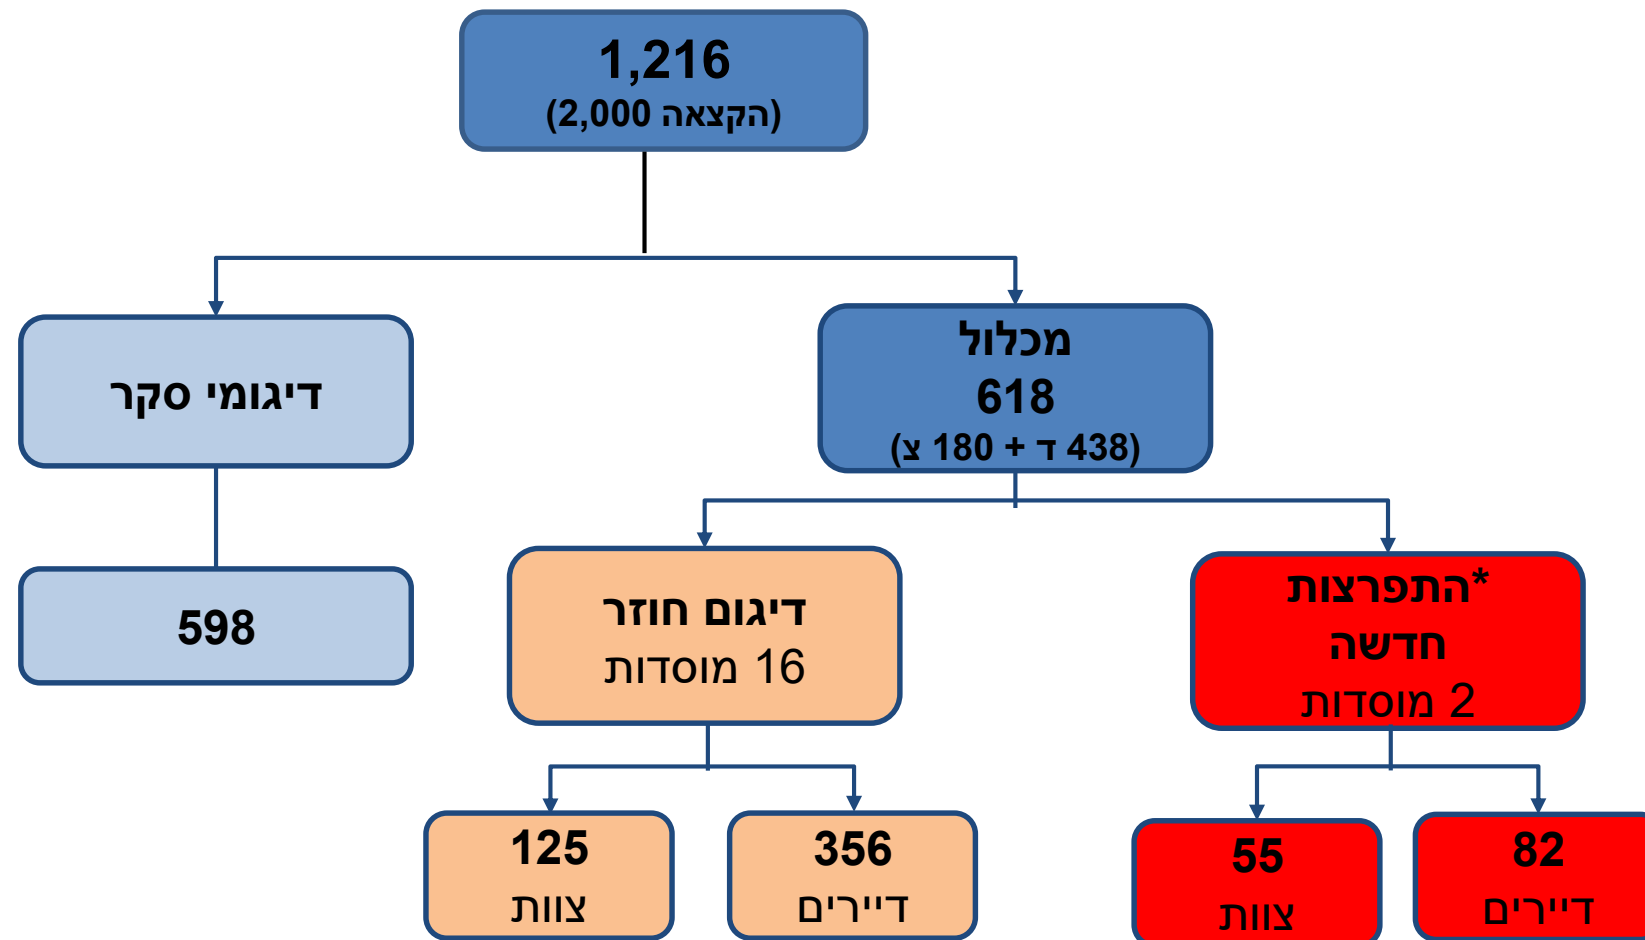 1,216
(הקצאה 2,000)
מכלול
618
(438 ד + 180 צ)
דיגומי סקר
598
*התפרצות
חדשה
2 מוסדות
דיגום חוזר
16 מוסדות
82
דיירים
55
צוות
356
דיירים
125
צוות